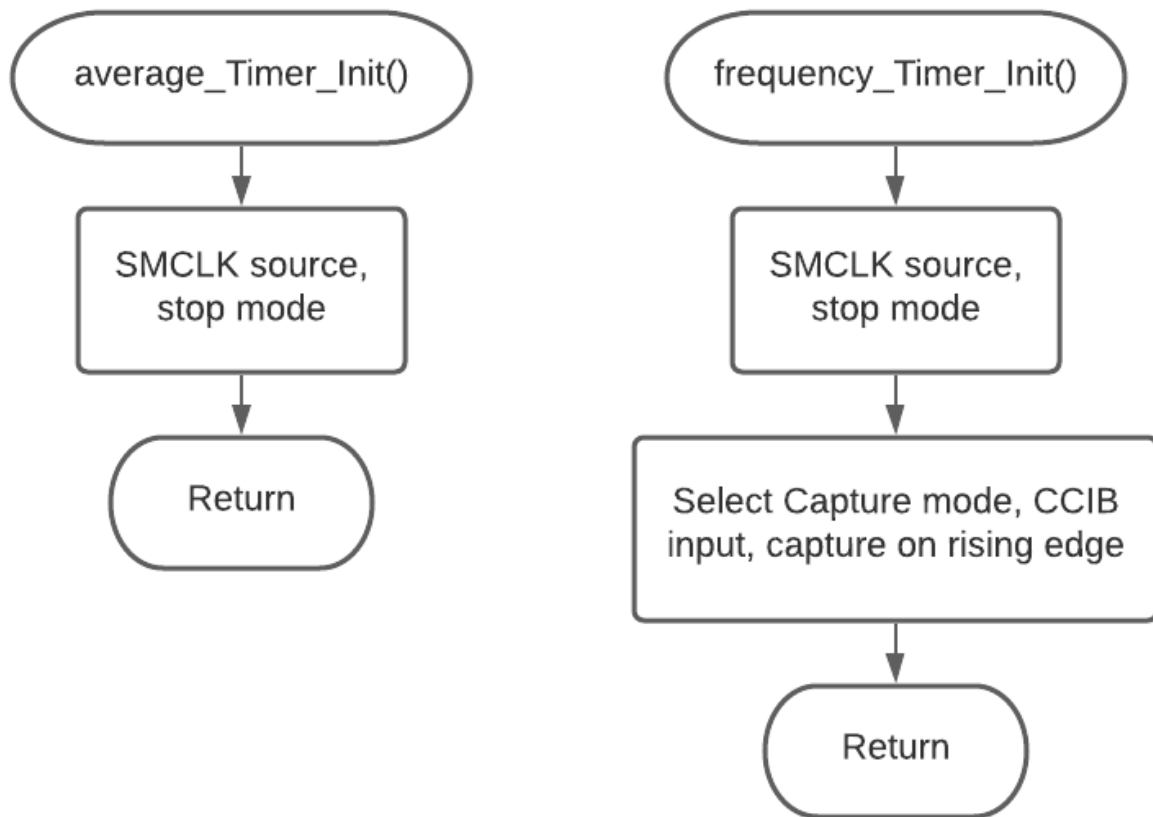 average_Timer_Init()
SMCLK source,
stop mode
Return
frequency_Timer_Init()
SMCLK source,
stop mode
Select Capture mode, CCIB
input, capture on rising edge
Return